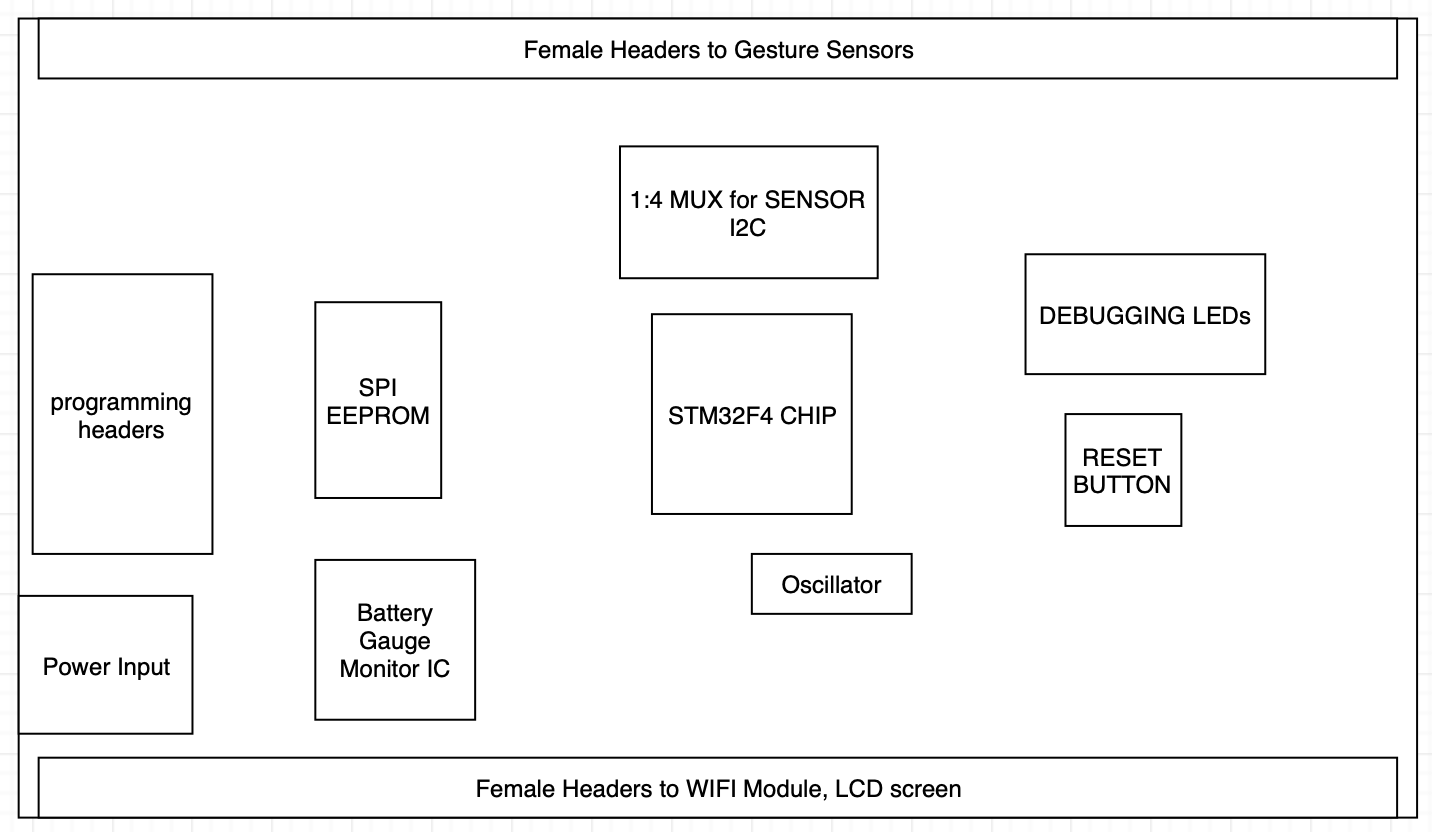 Female Headers to Gesture Sensors
1:4 MUX for SENSOR
I2C
DEBUGGING LEDs
programming
headers
SPI
EEPROM
STM32F4 CHIP
RESET
BUTTON
Oscillator
Battery
Gauge
Monitor IC
Power Input
Female Headers to WIFI Module, LCD screen